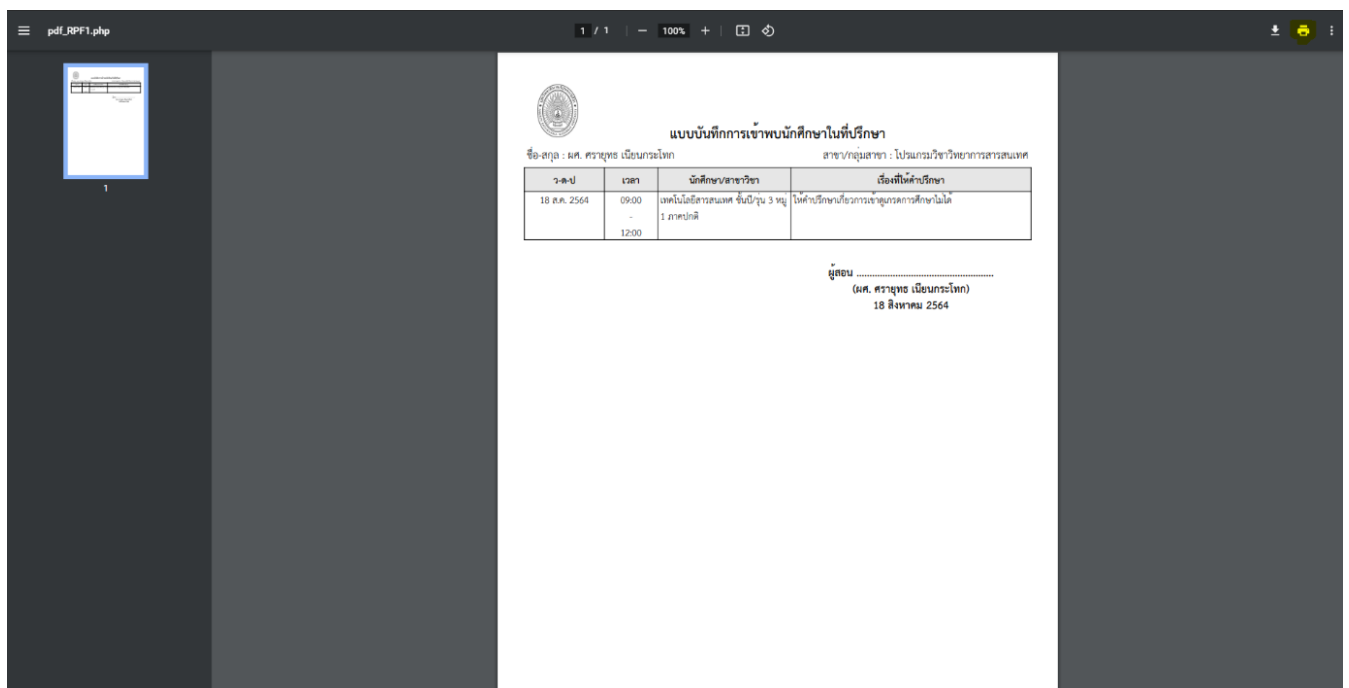 pdf_RPF1.php
1 / 1
100%
1
แบบบันทึกการเข้าพบนักศึกษาในที่ปรึกษา
ชื่อ-สกุล : ผศ. ศรายุทธ เนียนกระโทก สาขา/กลุ่มสาขา : โปรแกรมวิชาวิทยาการสารสนเทศ
ว-ด-ป เวลา นักศึกษา/สาขาวิชา เรื่องที่ให้คำปรึกษา
18 ส.ค. 2564 09:00 เทคโนโลยีสารสนเทศ ชั้นปี/รุ่น 3 หมู่ ให้คำปรึกษาเกี่ยวการเข้าดูเกรดการศึกษาไม่ได้
- 1 ภาคปกติ
12:00
ผู้สอน .....................................................
(ผศ. ศรายุทธ เนียนกระโทก)
18 สิงหาคม 2564